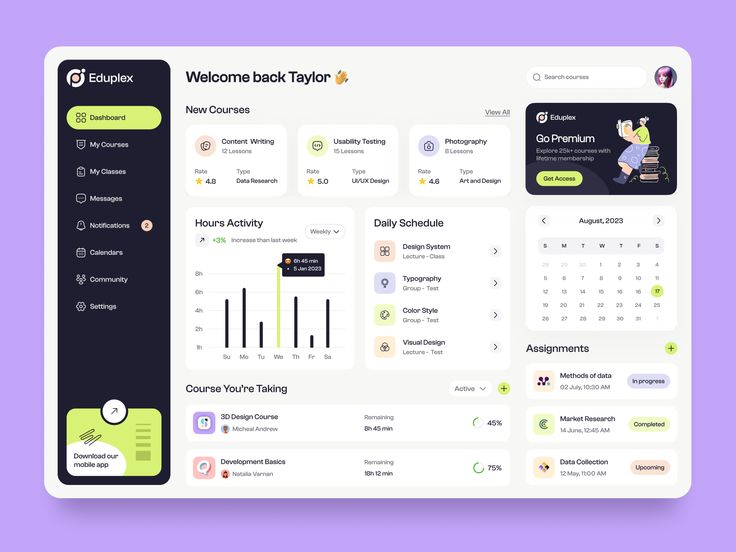 Eduplex
Dashboard
My Courses
My Classes
Messages
Notifications 2
Calendars
Community
Settings
Download our
mobile app
Welcome back Taylor 👋
Search courses
New Courses
View All
Content Writing
12 Lessons
Rate Type
4.8 Data Research
Usability Testing
15 Lessons
Rate Type
5.0 UI/UX Design
Photography
8 Lessons
Rate Type
4.6 Art and Design
Hours Activity
+3% Increase than last week
Weekly
6h 45 min
5 Jan 2023
8h
6h
4h
2h
1h
Su Mo Tu We Th Fr Sa
Daily Schedule
Design System
Lecture - Class
Typography
Group - Test
Color Style
Group - Test
Visual Design
Lecture - Test
Course You're Taking
Active
3D Design Course
Micheal Andrew
Remaining
8h 45 min
45%
Development Basics
Natalia Varnan
Remaining
18h 12 min
75%
Eduplex
Go Premium
Explore 25k+ courses with
lifetime membership
Get Access
August, 2023
S M T W T F S
28 29 30 1 2 3 4
5 6 7 8 9 10 11
12 13 14 15 16 17
19 20 21 22 23 24 25
26 27 28 29 30 31 1
Assignments
Methods of data
02 July, 10:30 AM
In progress
Market Research
14 June, 12:45 AM
Completed
Data Collection
12 May, 11:00 AM
Upcoming